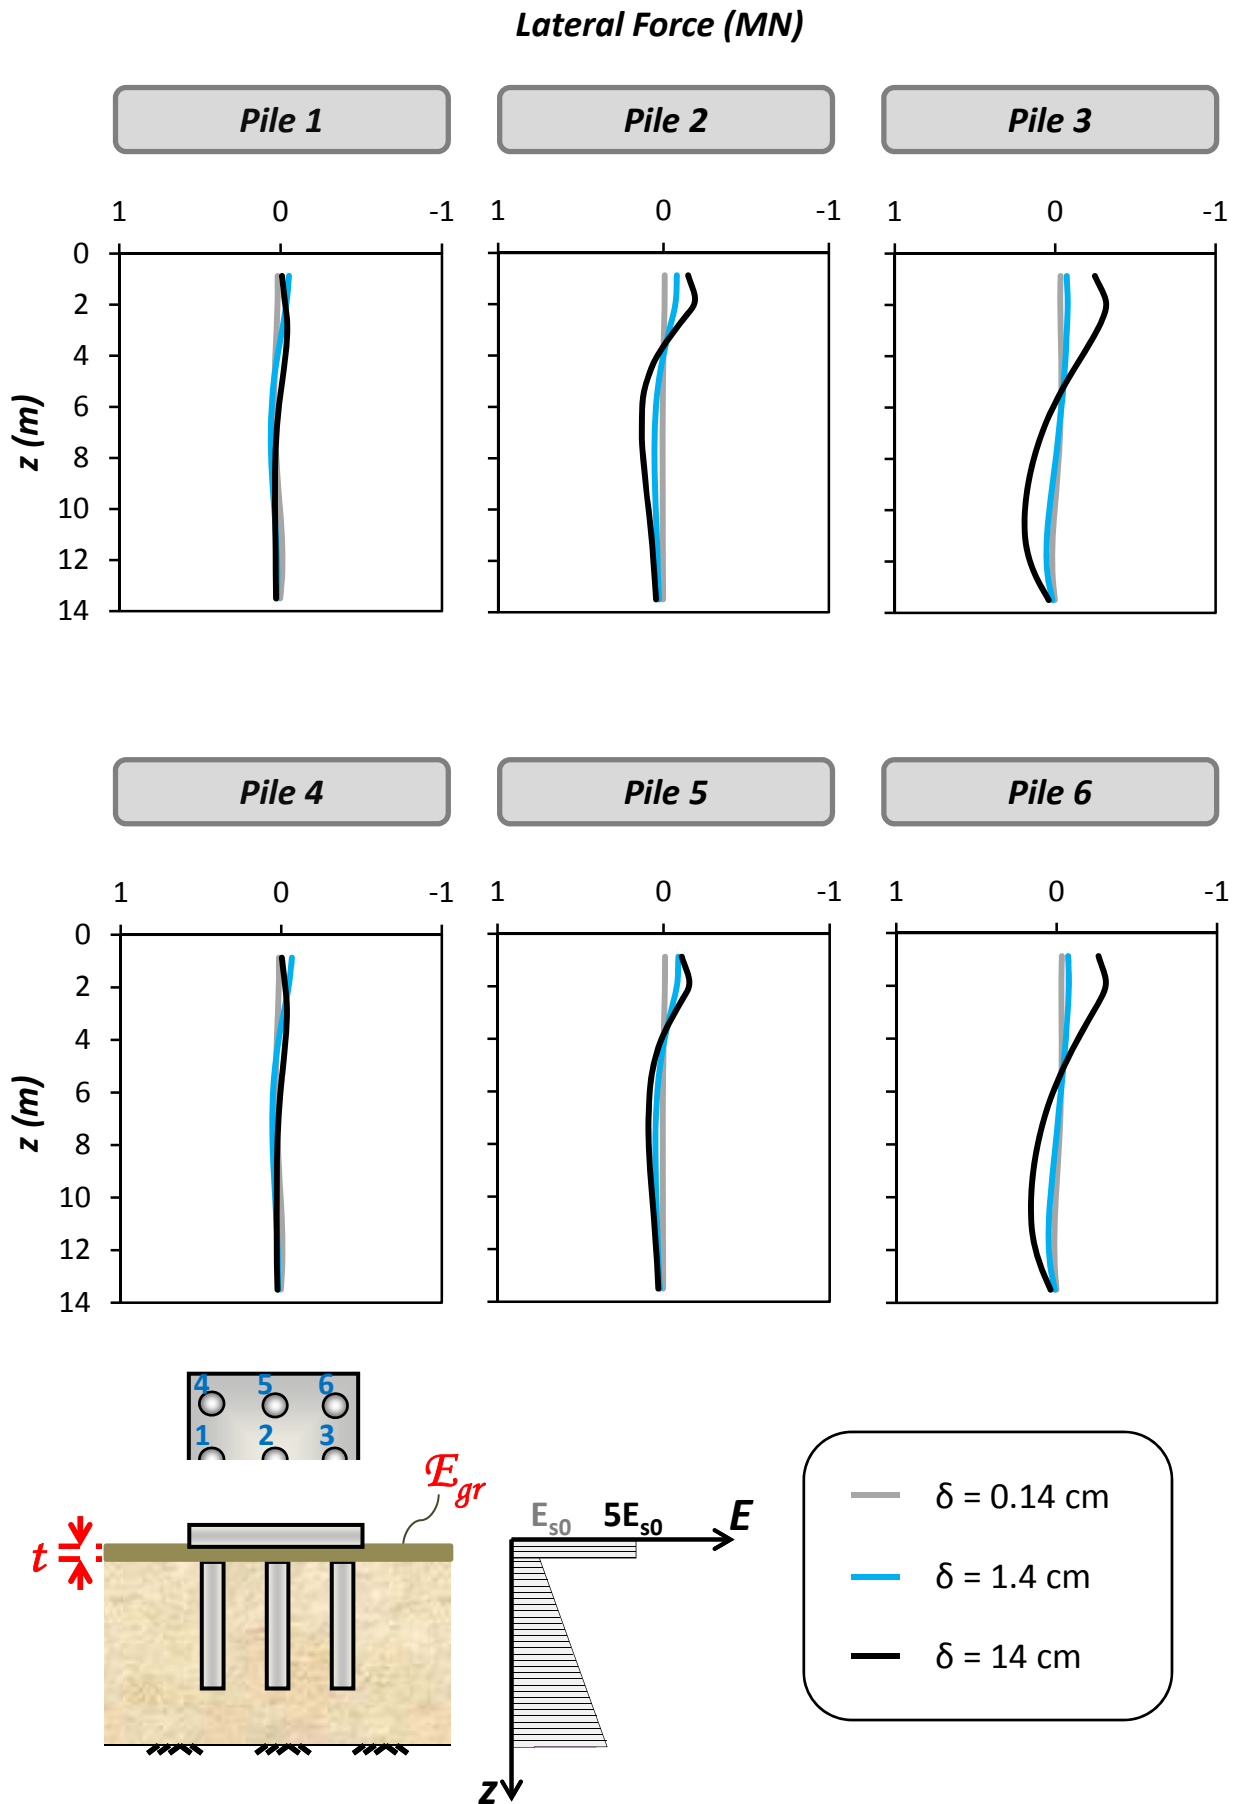 Lateral Force (MN)
Pile 1 Pile 2 Pile 3
1 0 -1 1 0 -1 1 0 -1
0
2
4
6
8
10
12
14
z (m)
Pile 4 Pile 5 Pile 6
1 0 -1 1 0 -1 1 0 -1
0
2
4
6
8
10
12
14
z (m)
4 5 6
1 2 3
E_gr
t
E_s0 5E_s0 E
z
δ = 0.14 cm
δ = 1.4 cm
δ = 14 cm